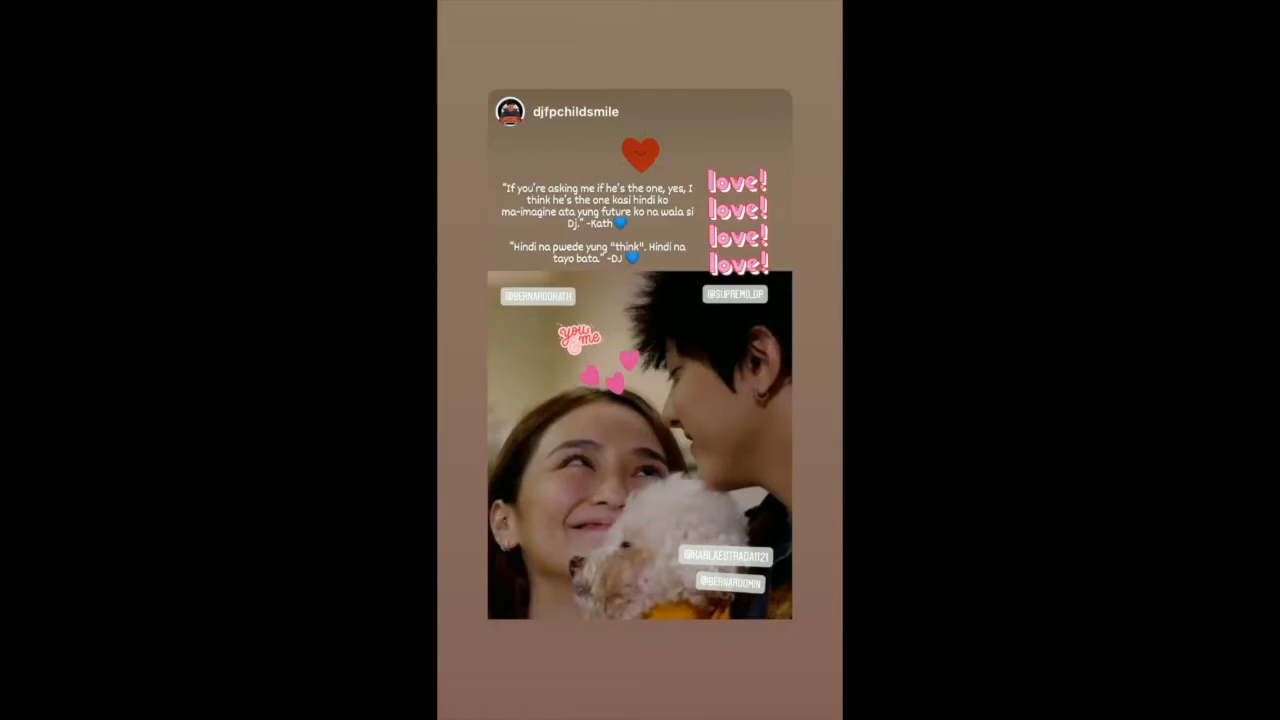 djfpchildsmile
"If you're asking me if he's the one, yes, I
think he's the one kasi hindi ko
ma-imagine ata yung future ko na wala si
Dj." -Kath💙
"Hindi na pwede yung "think". Hindi na
tayo bata." -DJ 💙
love!
love!
love!
love!
@BERNARDOKATH
@SUPREMO_DP
you
& me
@KARLAESTRADA1121
@BERNARDOMIN